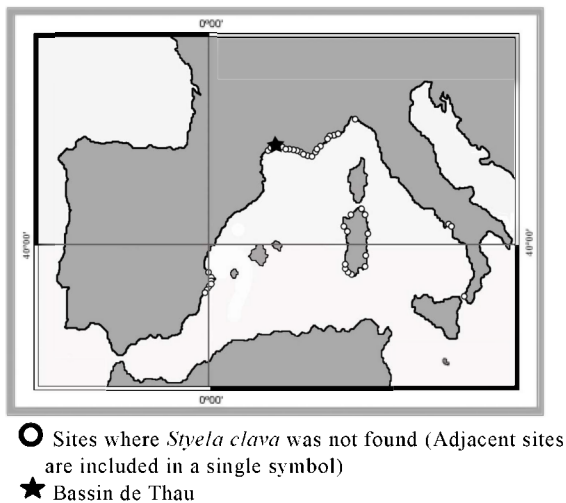 0°00'
40°00'
40°00'
0°00'
Sites where Styela clava was not found (Adjacent sites
are included in a single symbol)
Bassin de Thau